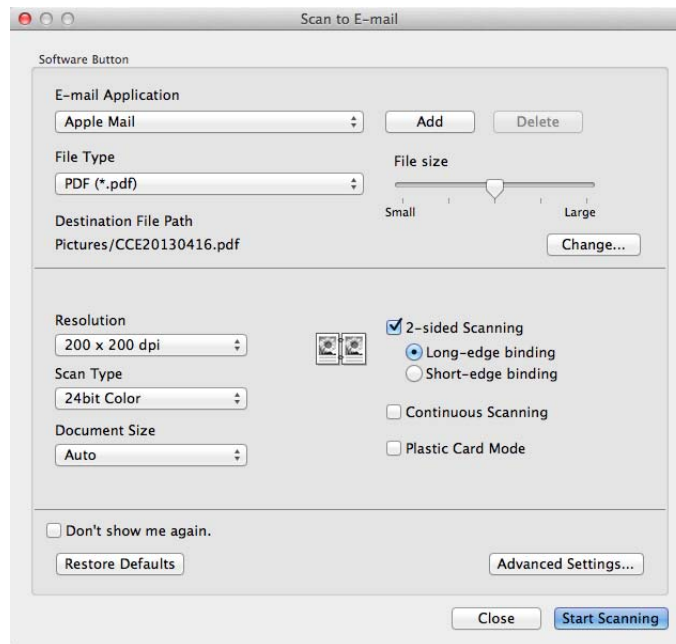 Scan to E-mail
Software Button
E-mail Application
Apple Mail
Add
Delete
File Type
File size
PDF (*.pdf)
Small
Large
Destination File Path
Pictures/CCE20130416.pdf
Change...
Resolution
200 x 200 dpi
2-sided Scanning
Long-edge binding
Scan Type
Short-edge binding
24bit Color
Continuous Scanning
Document Size
Auto
Plastic Card Mode
Don't show me again.
Restore Defaults
Advanced Settings...
Close
Start Scanning